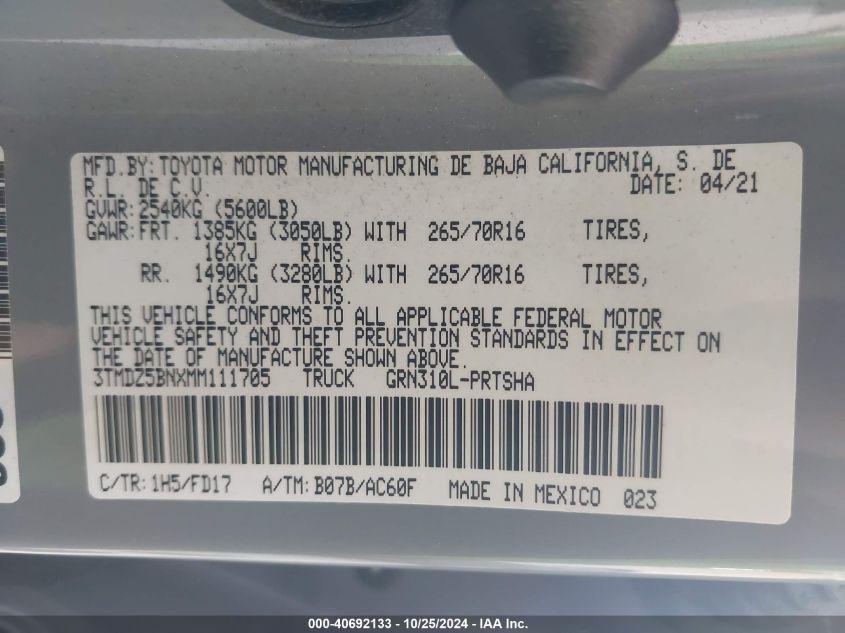 MFD.BY: TOYOTA MOTOR MANUFACTURING DE BAJA CALIFORNIA, S. DE
R.L. DE C.V. DATE: 04/21
GVWR: 2540KG (5600LB)
GAWR: FRT. 1385KG (3050LB) WITH 265/70R16 TIRES,
16X7J RIMS.
RR. 1490KG (3280LB) WITH 265/70R16 TIRES,
16X7J RIMS.
THIS VEHICLE CONFORMS TO ALL APPLICABLE FEDERAL MOTOR
VEHICLE SAFETY AND THEFT PREVENTION STANDARDS IN EFFECT ON
THE DATE OF MANUFACTURE SHOWN ABOVE.
3TMDZ5BNXMM111705 TRUCK GRN310L-PRTSHA
C/TR: 1H5/FD17 A/TM: B07B/AC60F MADE IN MEXICO 023
000-40692133 - 10/25/2024 - IAA Inc.